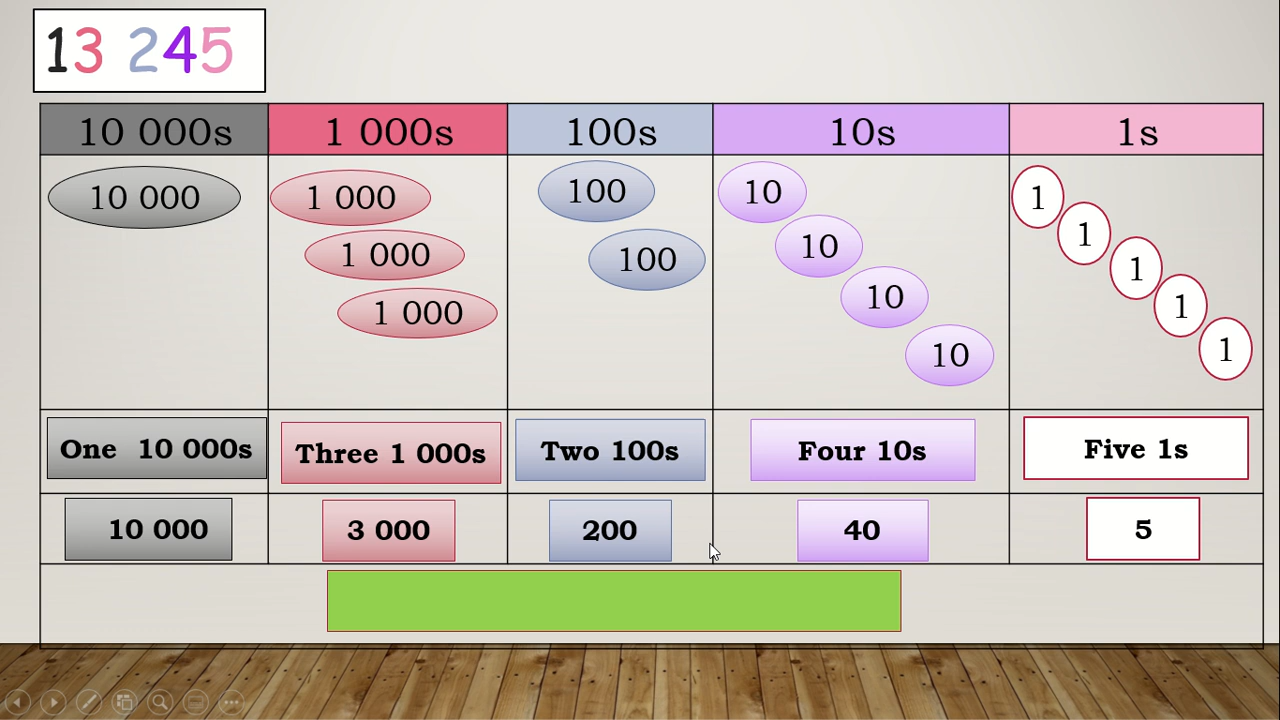 13 245
10 000s 1 000s 100s 10s 1s
10 000 1 000 100 10 1
1 000 100 10 1
1 000 10 1
10 1
1
One 10 000s Three 1 000s Two 100s Four 10s Five 1s
10 000 3 000 200 40 5